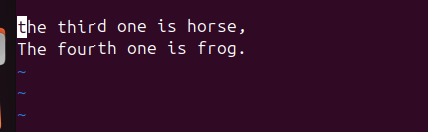 the third one is horse,
The fourth one is frog.
~
~
~